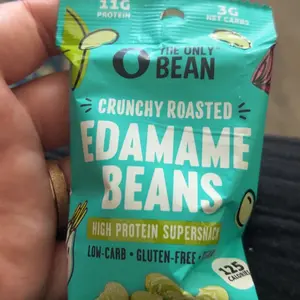 11G
PROTEIN
3G
NET CARBS
THE ONLY
BEAN
CRUNCHY ROASTED
EDAMAME
BEANS
HIGH PROTEIN SUPERSNACK
LOW-CARB • GLUTEN-FREE •
125
CALORIES